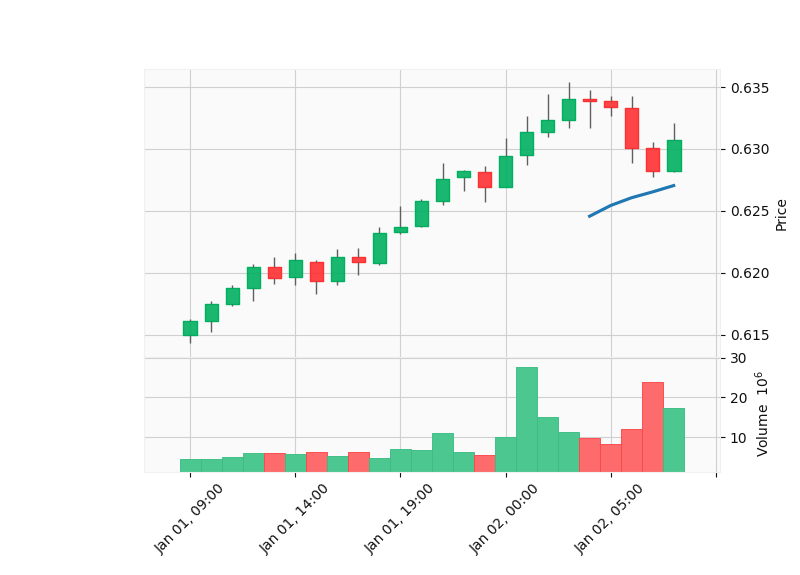 0.635
0.630
0.625
0.620
0.615
Price
30
20
10
Volume 10^6
Jan 01, 09:00
Jan 01, 14:00
Jan 01, 19:00
Jan 02, 00:00
Jan 02, 05:00